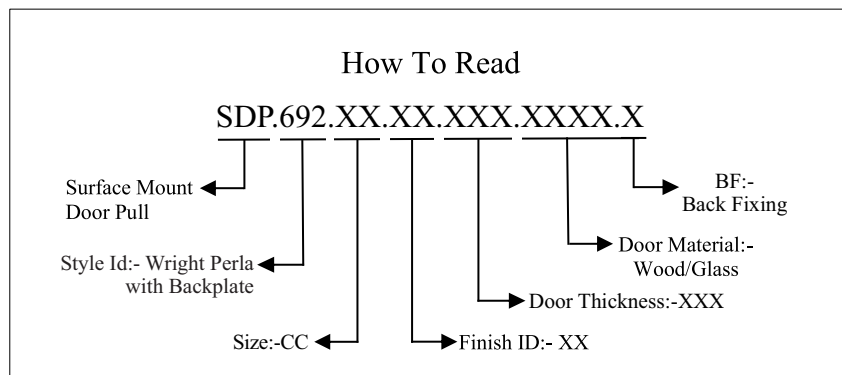 How To Read
SDP.692.XX.XX.XXX.XXXX.X
Surface Mount
Door Pull
BF:-
Back Fixing
Style Id:- Wright Perla
with Backplate
Door Material:-
Wood/Glass
Door Thickness:-XXX
Size:-CC
Finish ID:- XX